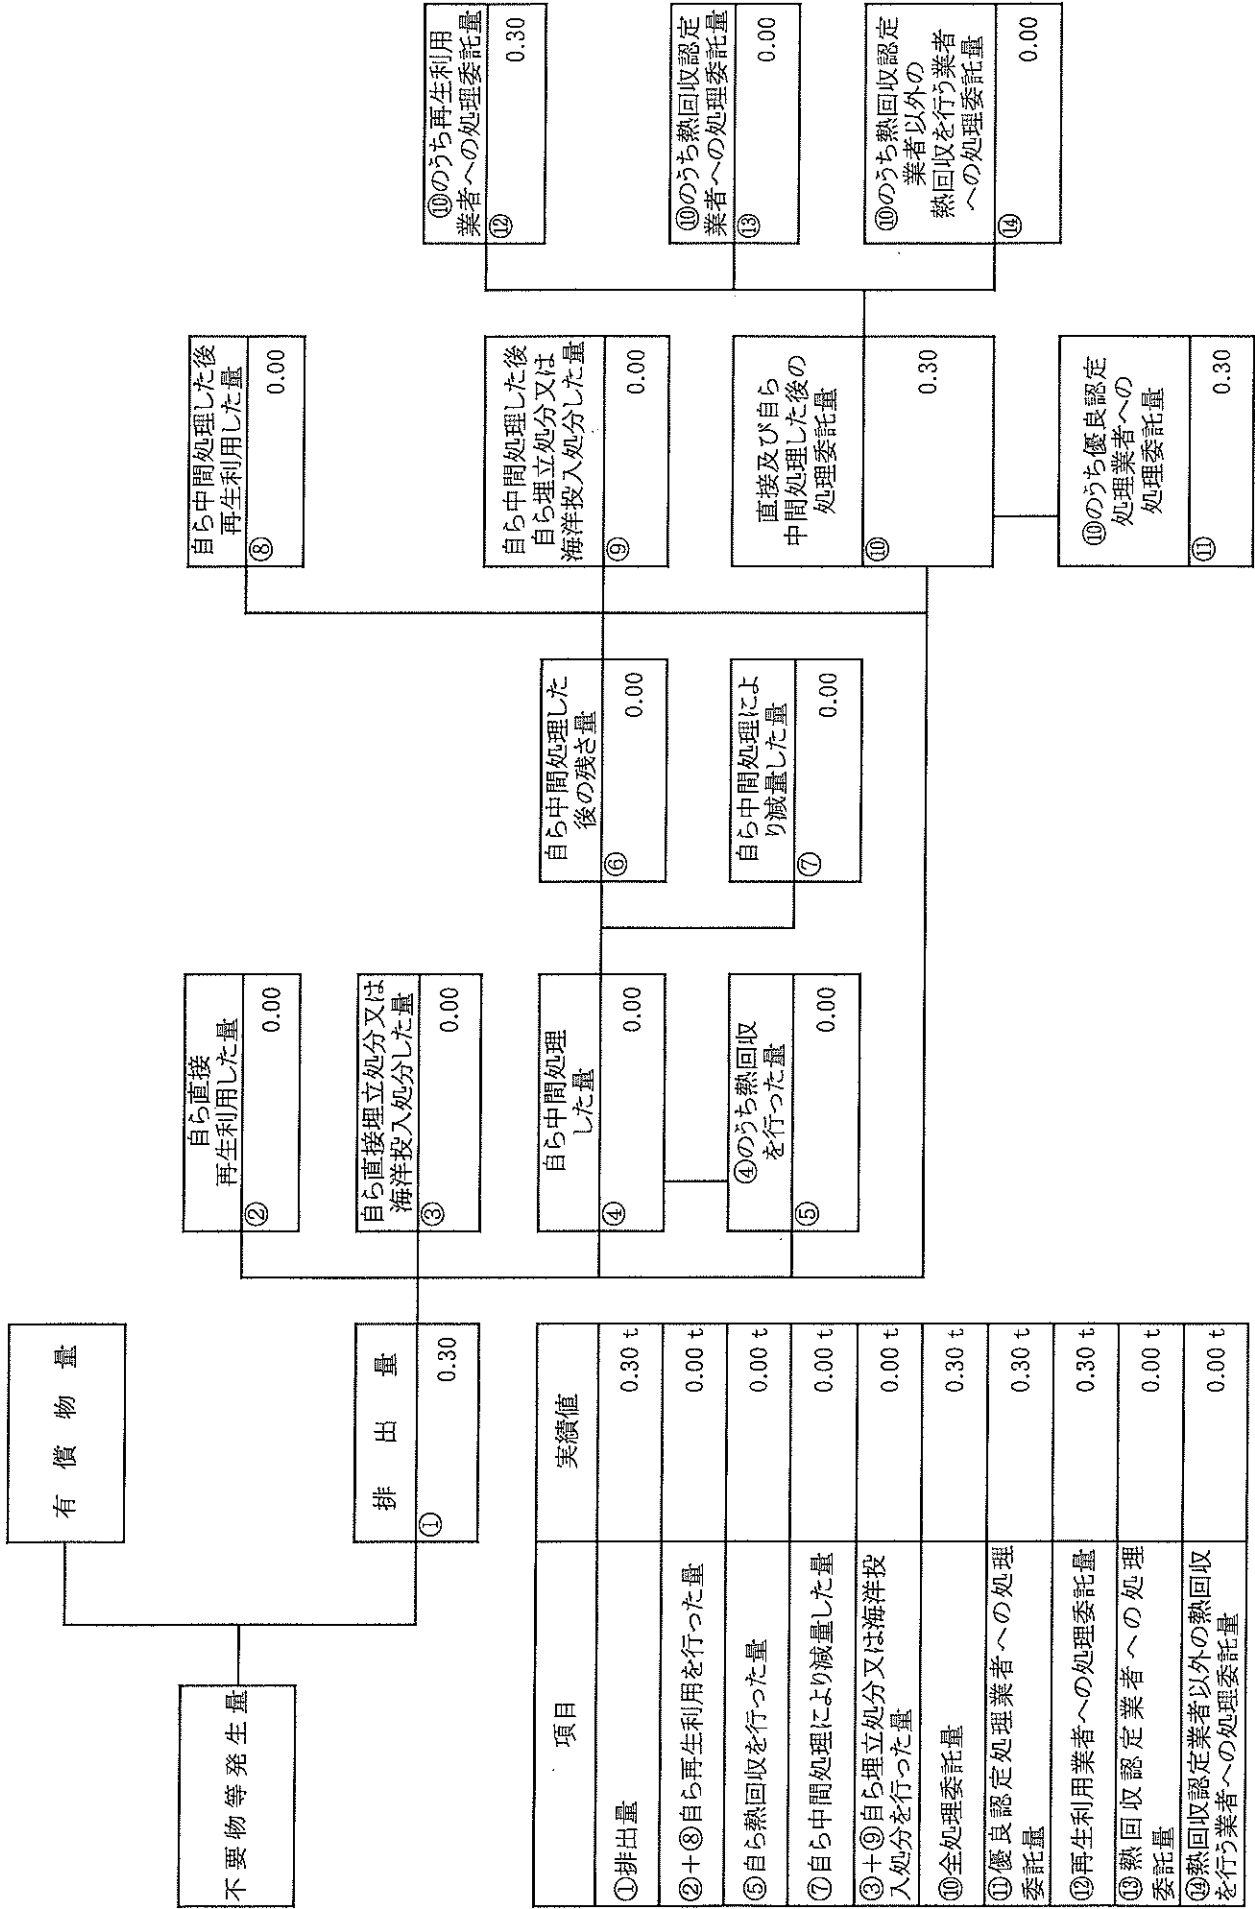 不要物等発生量
有償物量
排出量
①
0.30
自ら直接
再生利用した量
②
0.00
自ら直接埋立処分又は
海洋投入処分した量
③
0.00
自ら中間処理
した量
④
0.00
④のうち熱回収
を行った量
⑤
0.00
自ら中間処理した
後の残さ量
⑥
0.00
自ら中間処理によ
り減量した量
⑦
0.00
自ら中間処理した後
再生利用した量
⑧
0.00
自ら中間処理した後
自ら埋立処分又は
海洋投入処分した量
⑨
0.00
直接及び自ら
中間処理した後の
処理委託量
⑩
0.30
⑩のうち優良認定
処理業者への
処理委託量
⑪
0.30
⑩のうち再生利用
業者への処理委託量
⑫
0.30
⑩のうち熱回収認定
業者への処理委託量
⑬
0.00
⑩のうち熱回収認定
業者以外の
熱回収を行う業者
への処理委託量
⑭
0.00
項目 実績値
①排出量 0.30 t
②+⑧自ら再生利用を行った量 0.00 t
⑤自ら熱回収を行った量 0.00 t
⑦自ら中間処理により減量した量 0.00 t
③+⑨自ら埋立処分又は海洋投
入処分を行った量 0.00 t
⑩全処理委託量 0.30 t
⑪優良認定処理業者への処理
委託量 0.30 t
⑫再生利用業者への処理委託量 0.30 t
⑬熱回収認定業者への処理
委託量 0.00 t
⑭熱回収認定業者以外の熱回収
を行う業者への処理委託量 0.00 t